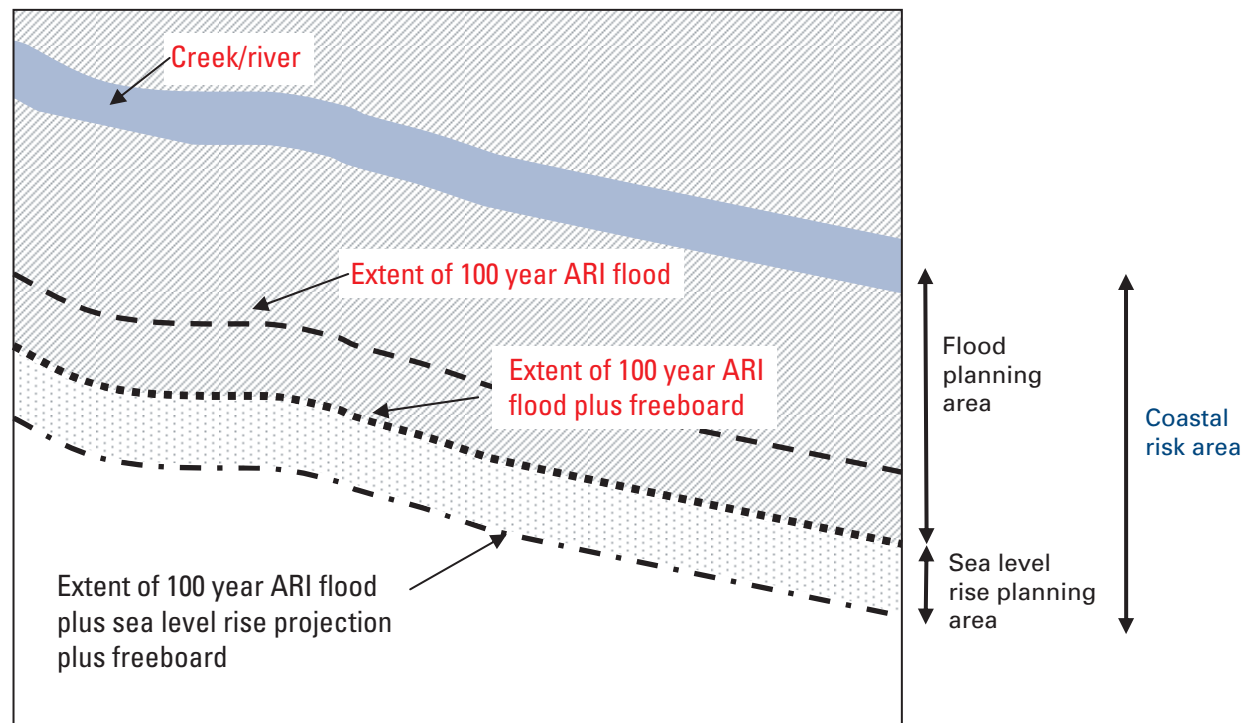 Creek/river
Extent of 100 year ARI flood
Extent of 100 year ARI
flood plus freeboard
Extent of 100 year ARI flood
plus sea level rise projection
plus freeboard
Flood
planning
area
Sea level
rise planning
area
Coastal
risk area